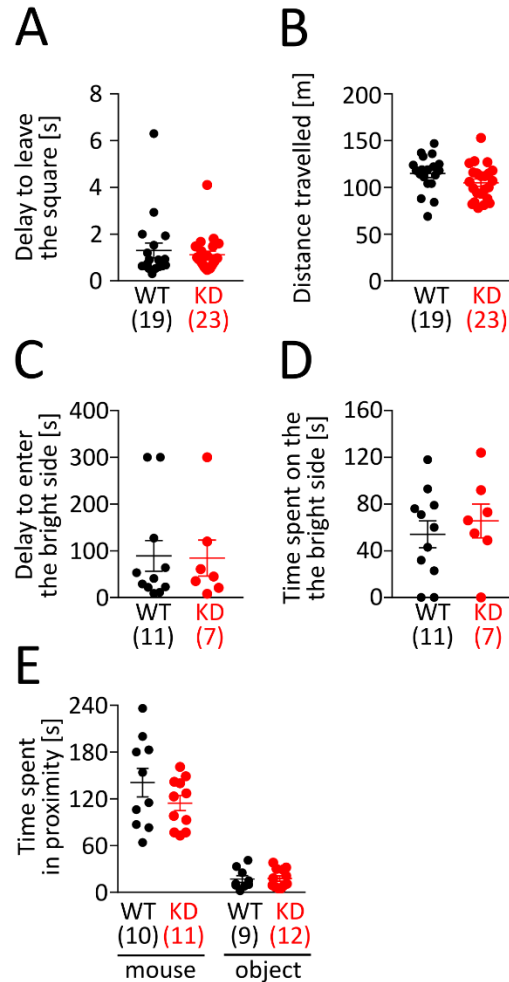 A
Delay to leave
the square [s]
8
6
4
2
0
WT
KD
(19)
(23)
B
Distance travelled [m]
200
150
100
50
0
WT
KD
(19)
(23)
C
Delay to enter
the bright side [s]
400
300
200
100
0
WT
KD
(11)
(7)
D
Time spent on the
the bright side [s]
160
120
80
40
0
WT
KD
(11)
(7)
E
Time spent
in proximity [s]
240
180
120
60
0
WT
KD
WT
KD
(10)
(11)
(9)
(12)
mouse
object